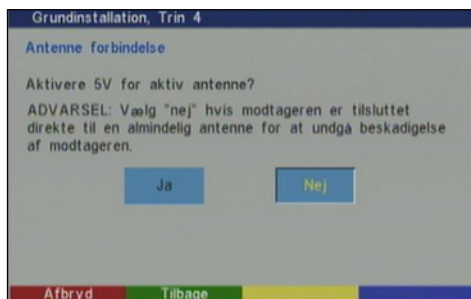 Grundinstallation, Trin 4
Antenne forbindelse
Aktivere 5V for aktiv antenne?
ADVARSEL: Vælg "nej" hvis modtageren er tilsluttet
direkte til en almindelig antenne for at undgå beskadigelse
af modtageren.
Ja Nej
Afbryd Tilbage